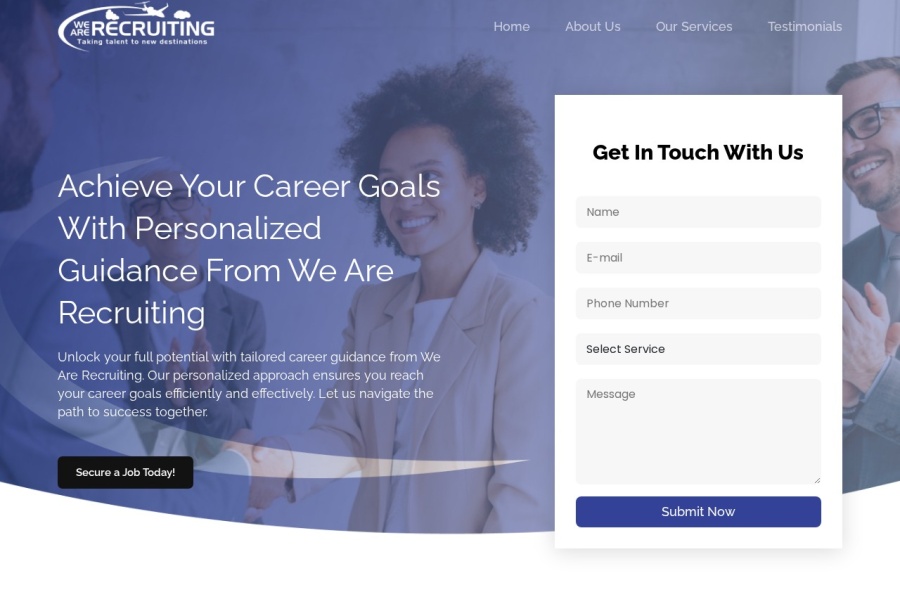 WE ARE RECRUITING
Taking talent to new destinations
Home
About Us
Our Services
Testimonials
Get In Touch With Us
Name
E-mail
Phone Number
Select Service
Message
Submit Now
Achieve Your Career Goals
With Personalized
Guidance From We Are
Recruiting
Unlock your full potential with tailored career guidance from We
Are Recruiting. Our personalized approach ensures you reach
your career goals efficiently and effectively. Let us navigate the
path to success together.
Secure a Job Today!